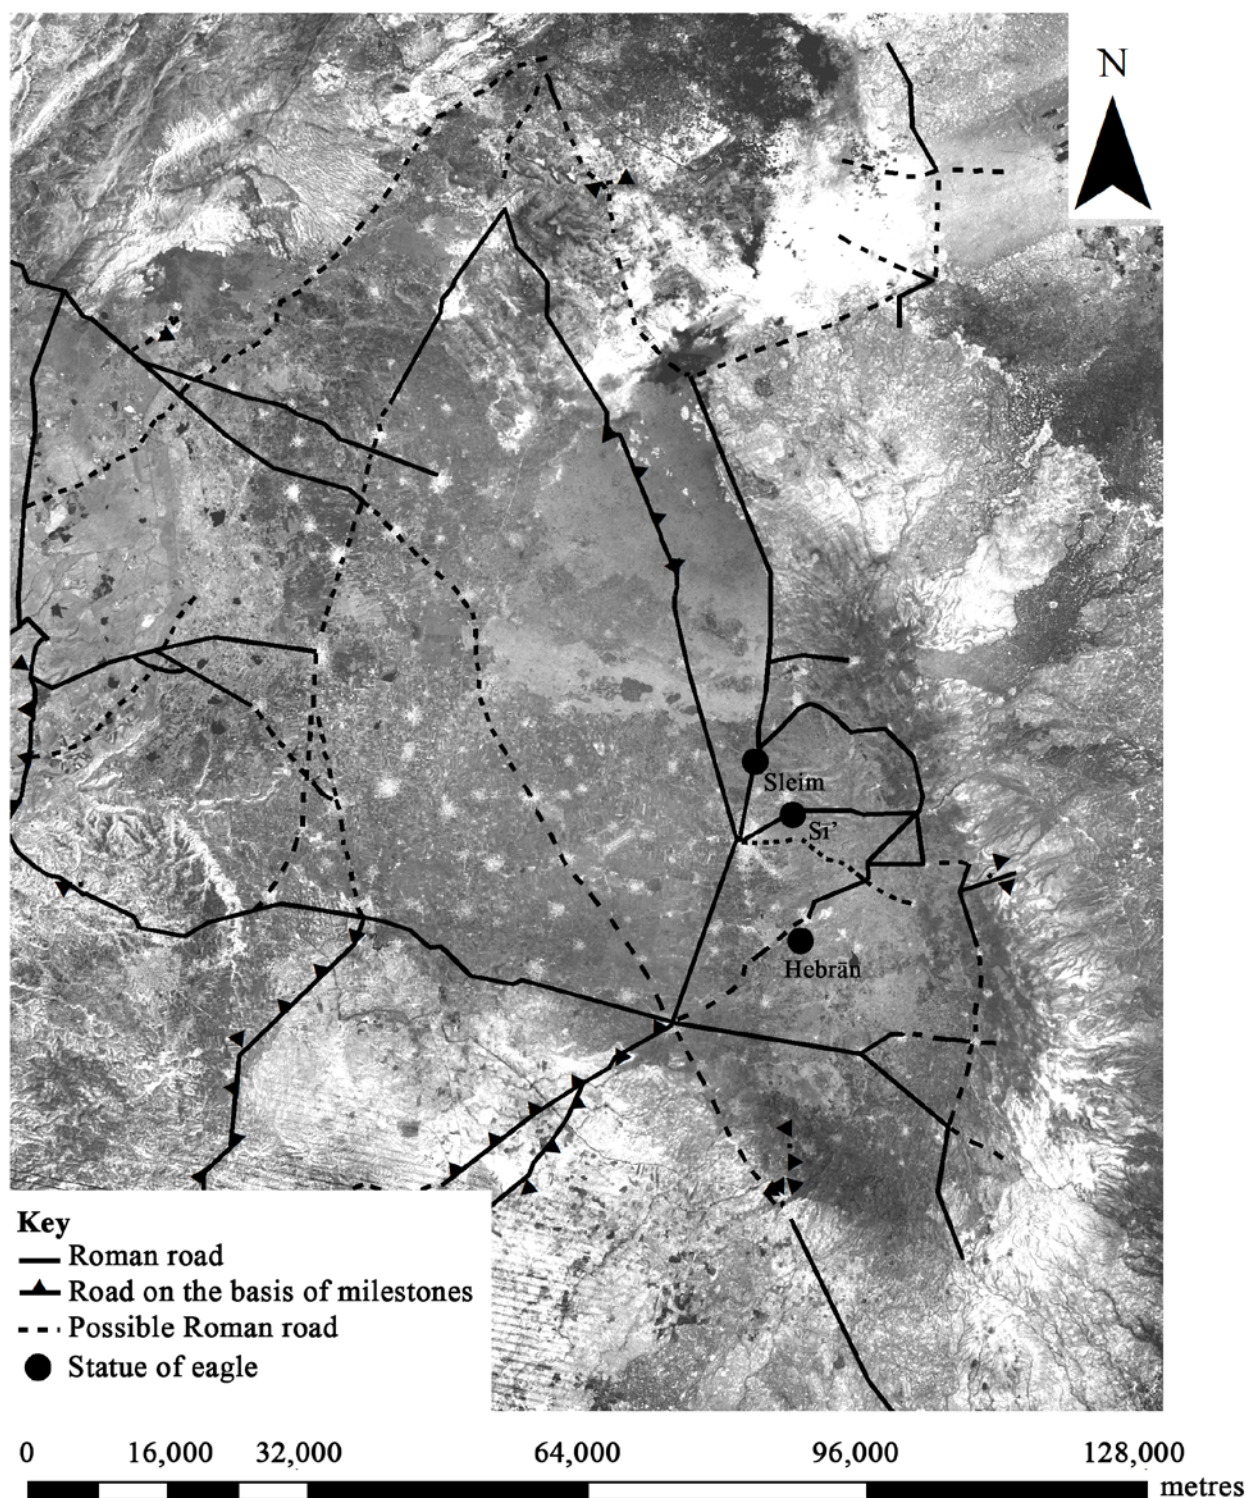 N
Sleim
Sī’
Hebrān
Key
Roman road
Road on the basis of milestones
Possible Roman road
Statue of eagle
0 16,000 32,000 64,000 96,000 128,000
metres